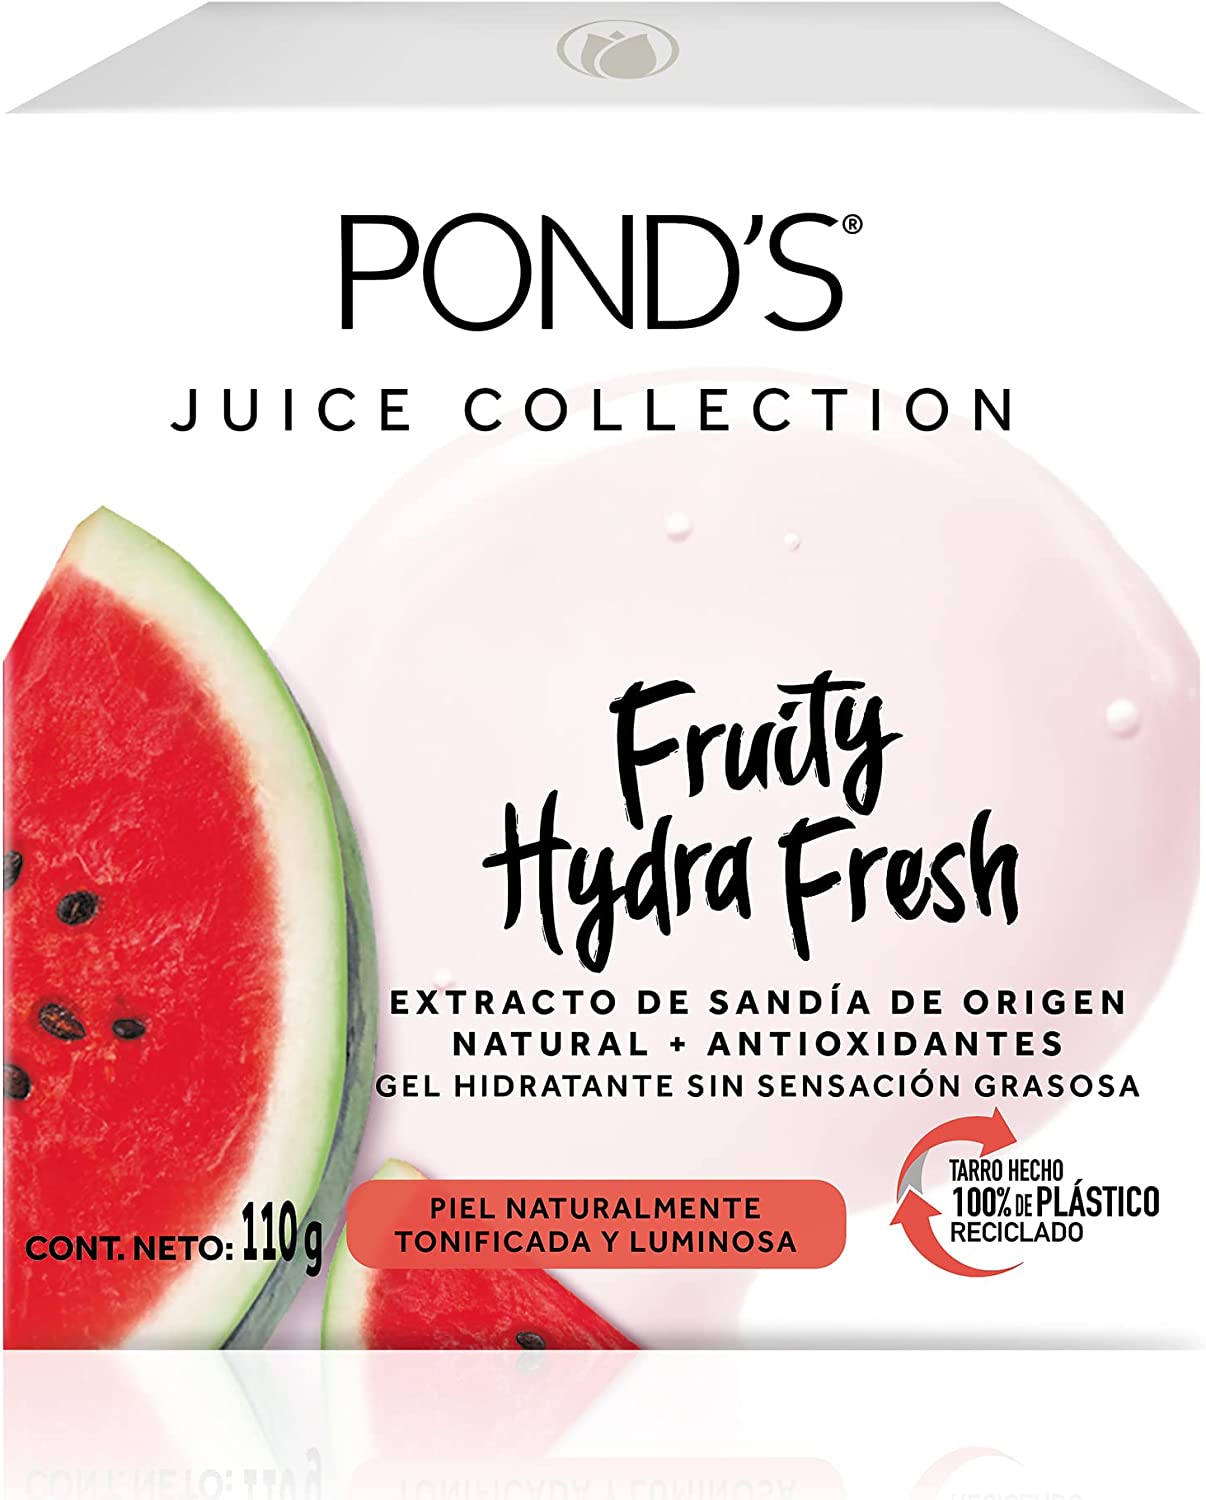 POND'S®
JUICE COLLECTION
Fruity
Hydra Fresh
EXTRACTO DE SANDÍA DE ORIGEN
NATURAL + ANTIOXIDANTES
GEL HIDRATANTE SIN SENSACIÓN GRASOSA
TARRO HECHO
100% DE PLÁSTICO
RECICLADO
PIEL NATURALMENTE
TONIFICADA Y LUMINOSA
CONT. NETO: 110 g